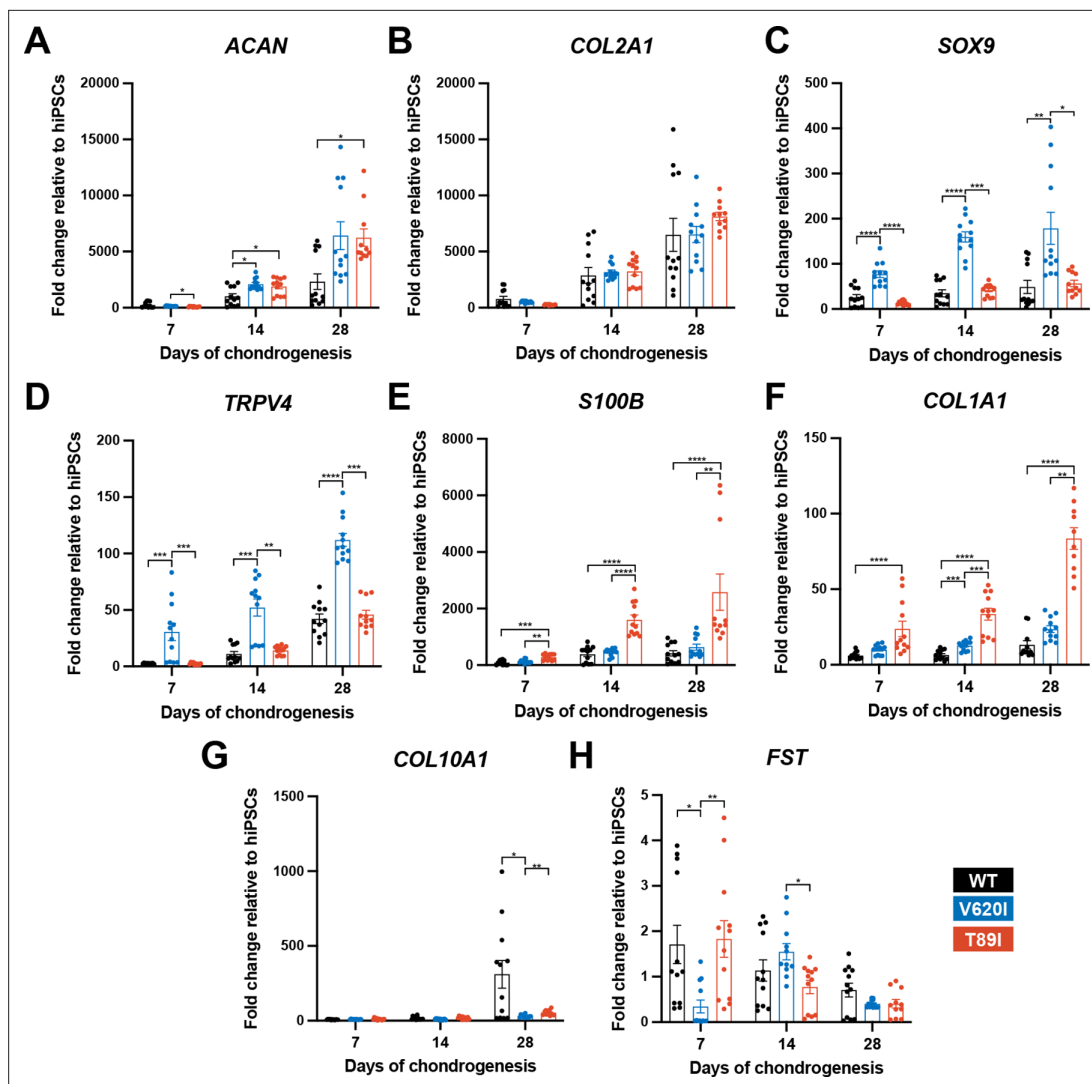 A
ACAN
B
COL2A1
C
SOX9
Fold change relative to hiPSCs
20000
15000
10000
5000
0
*
*
*
*
7
14
28
Days of chondrogenesis
Fold change relative to hiPSCs
20000
15000
10000
5000
0
7
14
28
Days of chondrogenesis
Fold change relative to hiPSCs
500
400
300
200
100
0
****
****
****
***
**
*
7
14
28
Days of chondrogenesis
D
TRPV4
E
S100B
F
COL1A1
Fold change relative to hiPSCs
200
150
100
50
0
***
***
***
**
****
***
7
14
28
Days of chondrogenesis
Fold change relative to hiPSCs
8000
6000
4000
2000
0
***
**
****
****
****
**
7
14
28
Days of chondrogenesis
Fold change relative to hiPSCs
150
100
50
0
****
****
***
***
****
**
7
14
28
Days of chondrogenesis
G
COL10A1
H
FST
Fold change relative to hiPSCs
1500
1000
500
0
*
**
7
14
28
Days of chondrogenesis
Fold change relative to hiPSCs
5
4
3
2
1
0
*
**
*
7
14
28
Days of chondrogenesis
WT
V620I
T89I